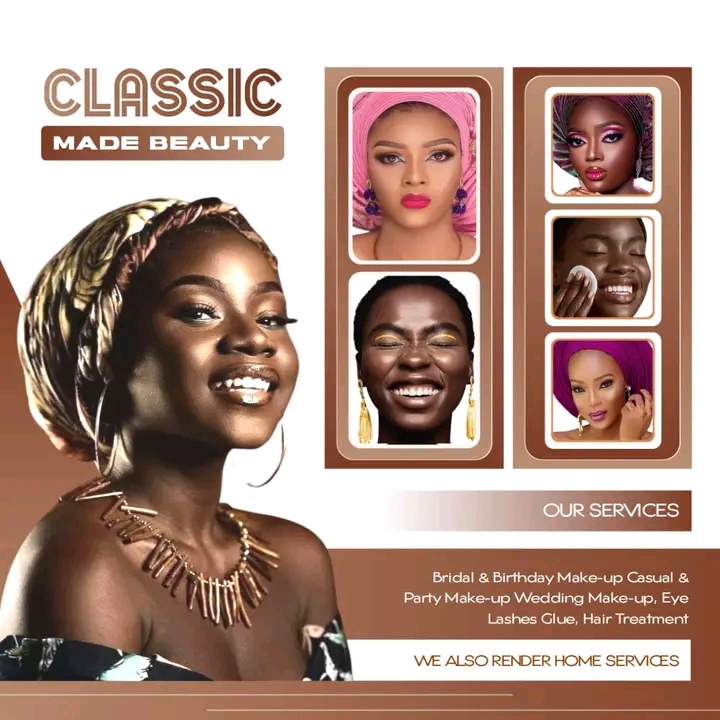 CLASSIC
MADE BEAUTY
OUR SERVICES
Bridal & Birthday Make-up Casual &
Party Make-up Wedding Make-up, Eye
Lashes Glue, Hair Treatment
WE ALSO RENDER HOME SERVICES